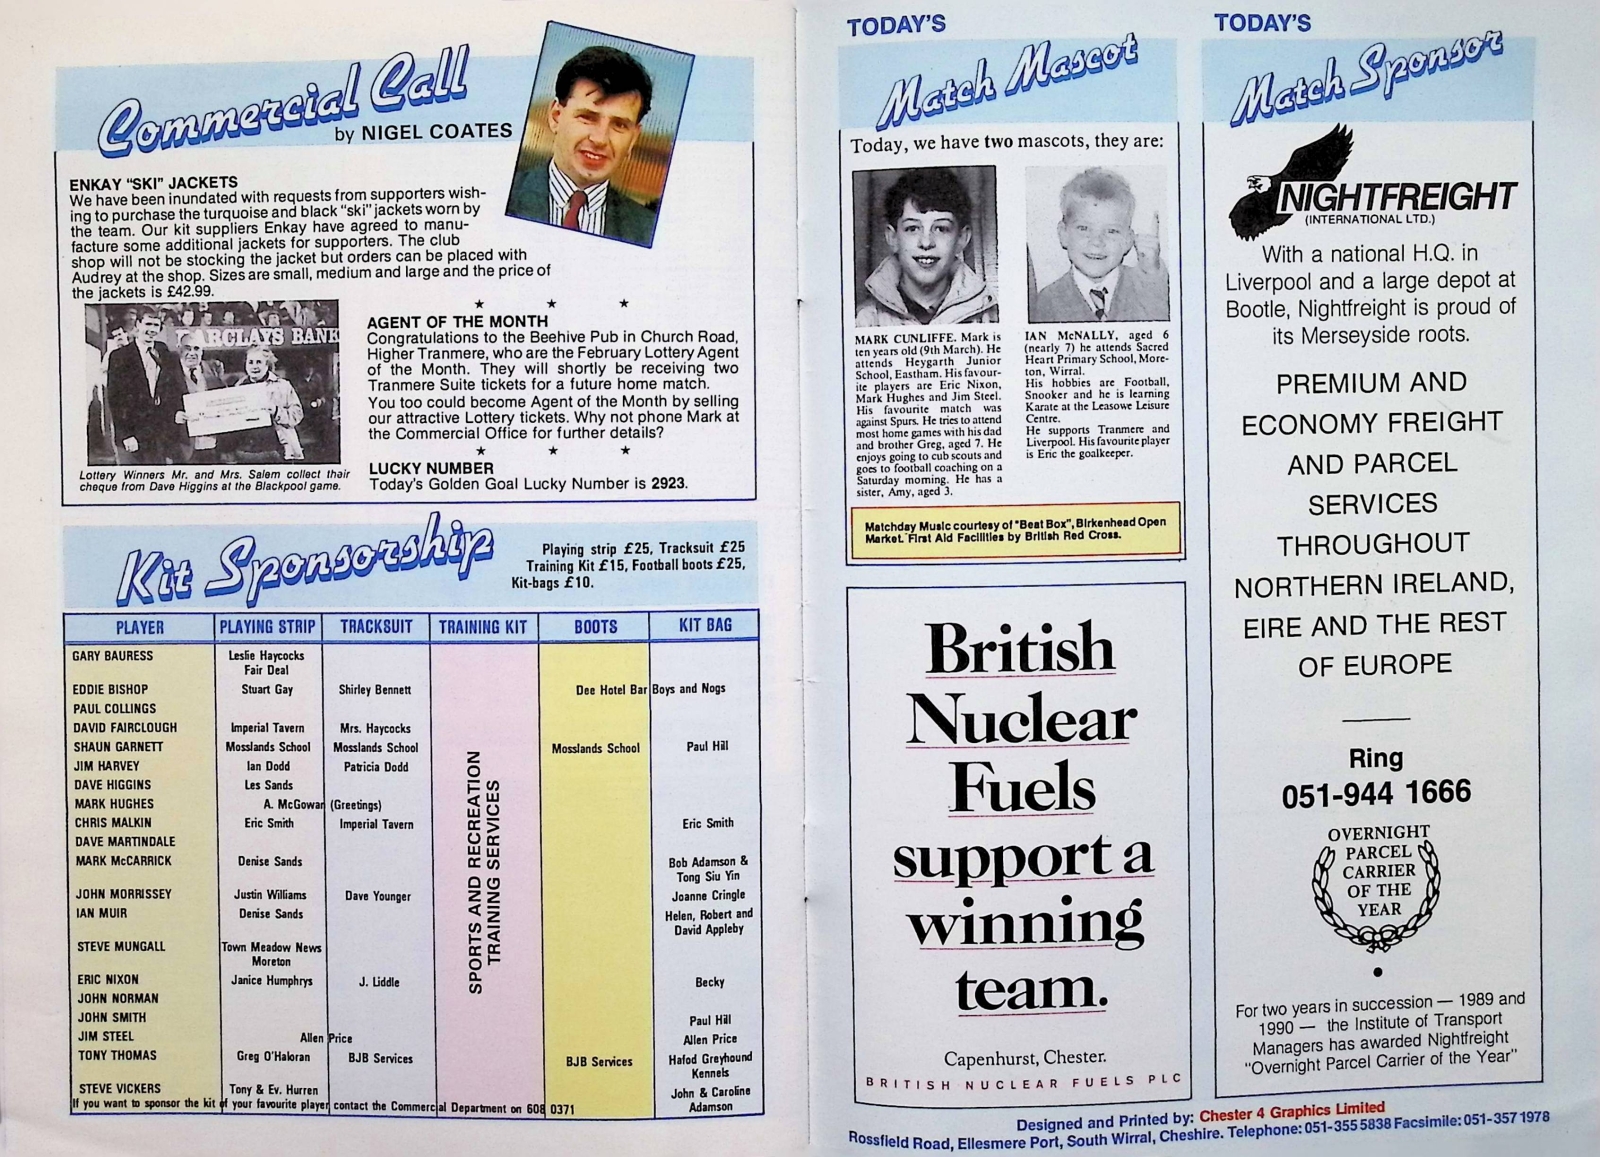 Commercial Call
by NIGEL COATES
ENKAY “SKI” JACKETS
We have been inundated with requests from supporters wish-
ing to purchase the turquoise and black “ski” jackets worn by
the team. Our kit suppliers Enkay have agreed to manu-
facture some additional jackets for supporters. The club
shop will not be stocking the jacket but orders can be placed with
Audrey at the shop. Sizes are small, medium and large and the price of
the jackets is £42.99.
BARCLAYS BANK
Lottery Winners Mr. and Mrs. Salem collect their
cheque from Dave Higgins at the Blackpool game.
★ ★ ★
AGENT OF THE MONTH
Congratulations to the Beehive Pub in Church Road,
Higher Tranmere, who are the February Lottery Agent
of the Month. They will shortly be receiving two
Tranmere Suite tickets for a future home match.
You too could become Agent of the Month by selling
our attractive Lottery tickets. Why not phone Mark at
the Commercial Office for further details?
★ ★ ★
LUCKY NUMBER
Today's Golden Goal Lucky Number is 2923.
Kit Sponsorship
Playing strip £25, Tracksuit £25
Training Kit £15, Football boots £25,
Kit-bags £10.
PLAYER PLAYING STRIP TRACKSUIT TRAINING KIT BOOTS KIT BAG
GARY BAURESS Leslie Haycocks
Fair Deal
EDDIE BISHOP Stuart Gay Shirley Bennett Dee Hotel Bar Boys and Nogs
PAUL COLLINGS
DAVID FAIRCLOUGH Imperial Tavern Mrs. Haycocks
SHAUN GARNETT Mosslands School Mosslands School Mosslands School Paul Hill
JIM HARVEY Ian Dodd Patricia Dodd
DAVE HIGGINS Les Sands
MARK HUGHES A. McGowan (Greetings)
CHRIS MALKIN Eric Smith Imperial Tavern Eric Smith
DAVE MARTINDALE
MARK McCARRICK Denise Sands Bob Adamson &
Tong Siu Yin
JOHN MORRISSEY Justin Williams Dave Younger Joanne Cringle
IAN MUIR Denise Sands Helen, Robert and
David Appleby
STEVE MUNGALL Town Meadow News
Moreton
ERIC NIXON Janice Humphrys J. Liddle Becky
JOHN NORMAN
JOHN SMITH Paul Hill
JIM STEEL Allen Price Allen Price
TONY THOMAS Greg O'Haloran BJB Services BJB Services Hafod Greyhound
Kennels
STEVE VICKERS Tony & Ev. Hurren John & Caroline
Adamson
SPORTS AND RECREATION
TRAINING SERVICES
If you want to sponsor the kit of your favourite player contact the Commercial Department on 608 0371
TODAY'S
Match Mascot
Today, we have two mascots, they are:
MARK CUNLIFFE. Mark is
ten years old (9th March). He
attends Heygarth Junior
School, Eastham. His favour-
ite players are Eric Nixon,
Mark Hughes and Jim Steel.
His favourite match was
against Spurs. He tries to attend
most home games with his dad
and brother Greg, aged 7. He
enjoys going to cub scouts and
goes to football coaching on a
Saturday morning. He has a
sister, Amy, aged 3.
IAN McNALLY, aged 6
(nearly 7) he attends Sacred
Heart Primary School, More-
ton, Wirral.
His hobbies are Football,
Snooker and he is learning
Karate at the Leasowe Leisure
Centre.
He supports Tranmere and
Liverpool. His favourite player
is Eric the goalkeeper.
Matchday Music courtesy of "Beat Box", Birkenhead Open
Market. First Aid Facilities by British Red Cross.
British
Nuclear
Fuels
support a
winning
team.
Capenhurst, Chester.
BRITISH NUCLEAR FUELS PLC
TODAY'S
Match Sponsor
NIGHTFREIGHT
(INTERNATIONAL LTD.)
With a national H.Q. in
Liverpool and a large depot at
Bootle, Nightfreight is proud of
its Merseyside roots.
PREMIUM AND
ECONOMY FREIGHT
AND PARCEL
SERVICES
THROUGHOUT
NORTHERN IRELAND,
EIRE AND THE REST
OF EUROPE
Ring
051-944 1666
OVERNIGHT
PARCEL
CARRIER
OF THE
YEAR
For two years in succession — 1989 and
1990 — the Institute of Transport
Managers has awarded Nightfreight
“Overnight Parcel Carrier of the Year”
Designed and Printed by: Chester 4 Graphics Limited
Rossfield Road, Ellesmere Port, South Wirral, Cheshire. Telephone: 051-355 5838 Facsimile: 051-357 1978